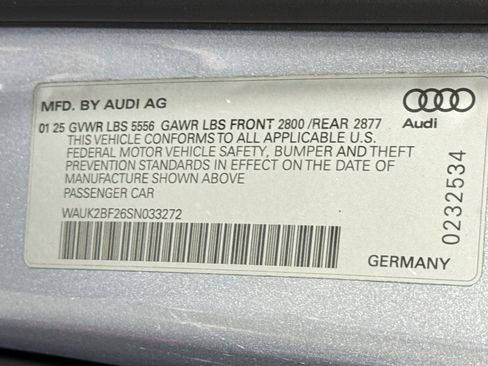 MFD. BY AUDI AG
01 25 GVWR LBS 5556 GAWR LBS FRONT 2800 /REAR 2877
THIS VEHICLE CONFORMS TO ALL APPLICABLE U.S.
FEDERAL MOTOR VEHICLE SAFETY, BUMPER AND THEFT
PREVENTION STANDARDS IN EFFECT ON THE DATE OF
MANUFACTURE SHOWN ABOVE
PASSENGER CAR
WAUK2BF26SN033272
Audi
0232534
GERMANY